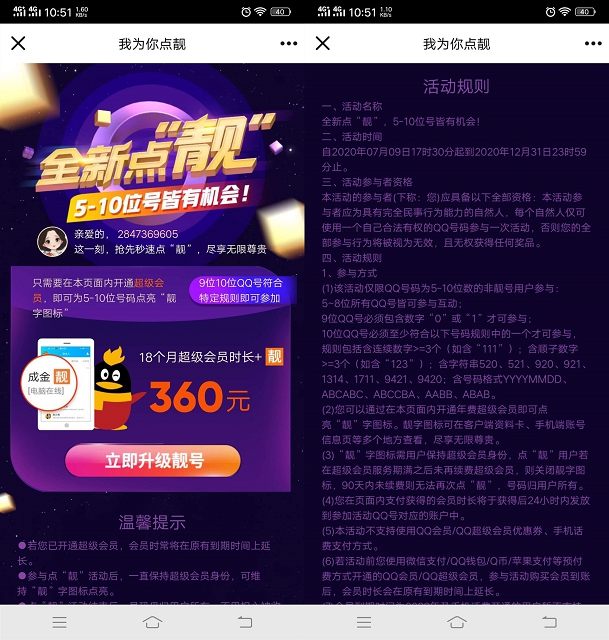 4G 4G 10:51 1.60 KB/s 40
我为你点靓
全新点“靓”
5-10位号皆有机会！
亲爱的， 2847369605
这一刻，抢先秒速点“靓”，尽享无限尊贵
只需要在本页面内开通超级会
员，即可为5-10位号码点亮“靓
字图标”
9位10位QQ号符合
特定规则即可参加
成金 靓
[电脑在线]
18个月超级会员时长+ 靓
360元
立即升级靓号
温馨提示
●若您已开通超级会员，会员时常将在原有到期时间上延
长。
●参与点“靓”活动后，一直保持超级会员身份，可维
持“靓”字图标点亮。
4G 4G 10:51 1.10 KB/s 40
我为你点靓
活动规则
一、活动名称
全新点“靓”，5-10位号皆有机会！
二、活动时间
自2020年07月09日17时30分起到2020年12月31日23时59
分止。
三、活动参与者资格
本活动的参与者(下称：您)应具备以下全部资格：本活动参
与者应为具有完全民事行为能力的自然人，每个自然人仅可
使用一个自己合法有权的QQ号码参与一次活动，否则您的全
部参与行为将被视为无效，且无权获得任何奖品。
四、活动规则
1、参与方式
(1)该活动仅限QQ号码为5-10位数的非靓号用户参与：
5~8位所有QQ号皆可参与互动；
9位QQ号必须包含数字“0”或“1”才可参与；
10位QQ号必须至少符合以下号码规则中的一个才可参与，
规则包括含连续数字>=3个（如含“111”）；含顺子数字
>=3个（如含“123”）；含字符串520、521、920、921、
1314、1711、9421、9420；含号码格式YYYYMMDD、
ABCABC、ABCCBA、AABB、ABAB。
(2)您可以通过在本页面内开通年费超级会员即可点
亮“靓”字图标。靓字图标可在客户端资料卡、手机端账号
信息页等多个地方查看，尽享无限尊贵。
(3)“靓”字图标需用户保持超级会员身份，点“靓”用户若
在超级会员服务期满之后未再续费超级会员，则关闭靓字图
标，90天内未续费则无法再次点“靓”，号码归用户所有。
(4)您在页面内支付获得的会员时长将于获得后24小时内发放
到参加活动QQ号对应的账户中。
(5)本活动不支持使用QQ会员/QQ超级会员优惠券、手机话
费支付方式。
(6)若活动前您使用微信支付/QQ钱包/Q币/苹果支付等预付
费方式开通的QQ会员/QQ超级会员，参与活动购买会员到账
后，会员时长会在原有到期时间上延长。